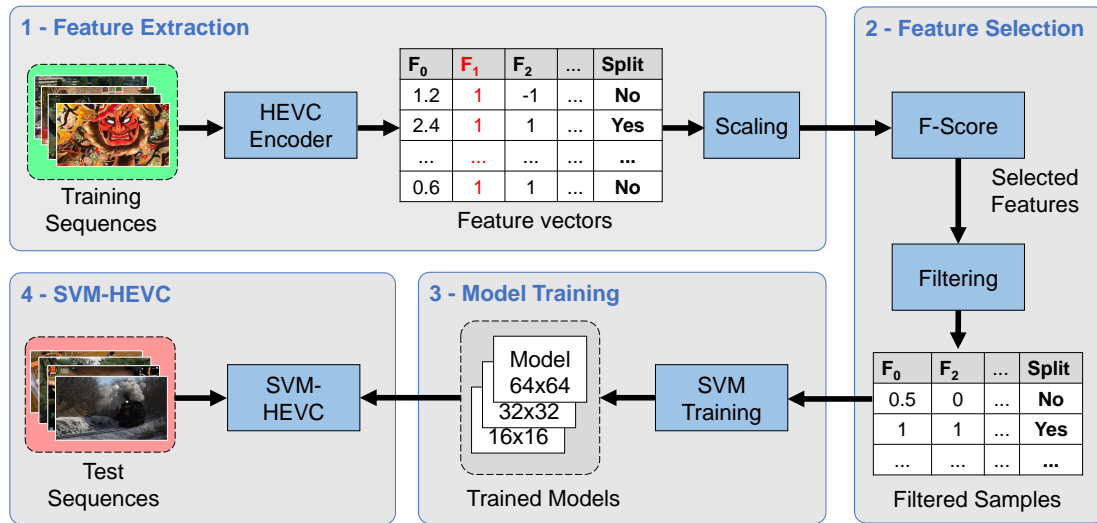 1 - Feature Extraction
Training
Sequences
HEVC
Encoder
F0 F1 F2 ... Split
1.2 1 -1 ... No
2.4 1 1 ... Yes
... ... ... ... ...
0.6 1 1 ... No
Feature vectors
Scaling
2 - Feature Selection
F-Score
Selected
Features
Filtering
F0 F2 ... Split
0.5 0 ... No
1 1 ... Yes
... ... ... ...
Filtered Samples
3 - Model Training
SVM
Training
Model
64x64
32x32
16x16
Trained Models
4 - SVM-HEVC
SVM-
HEVC
Test
Sequences